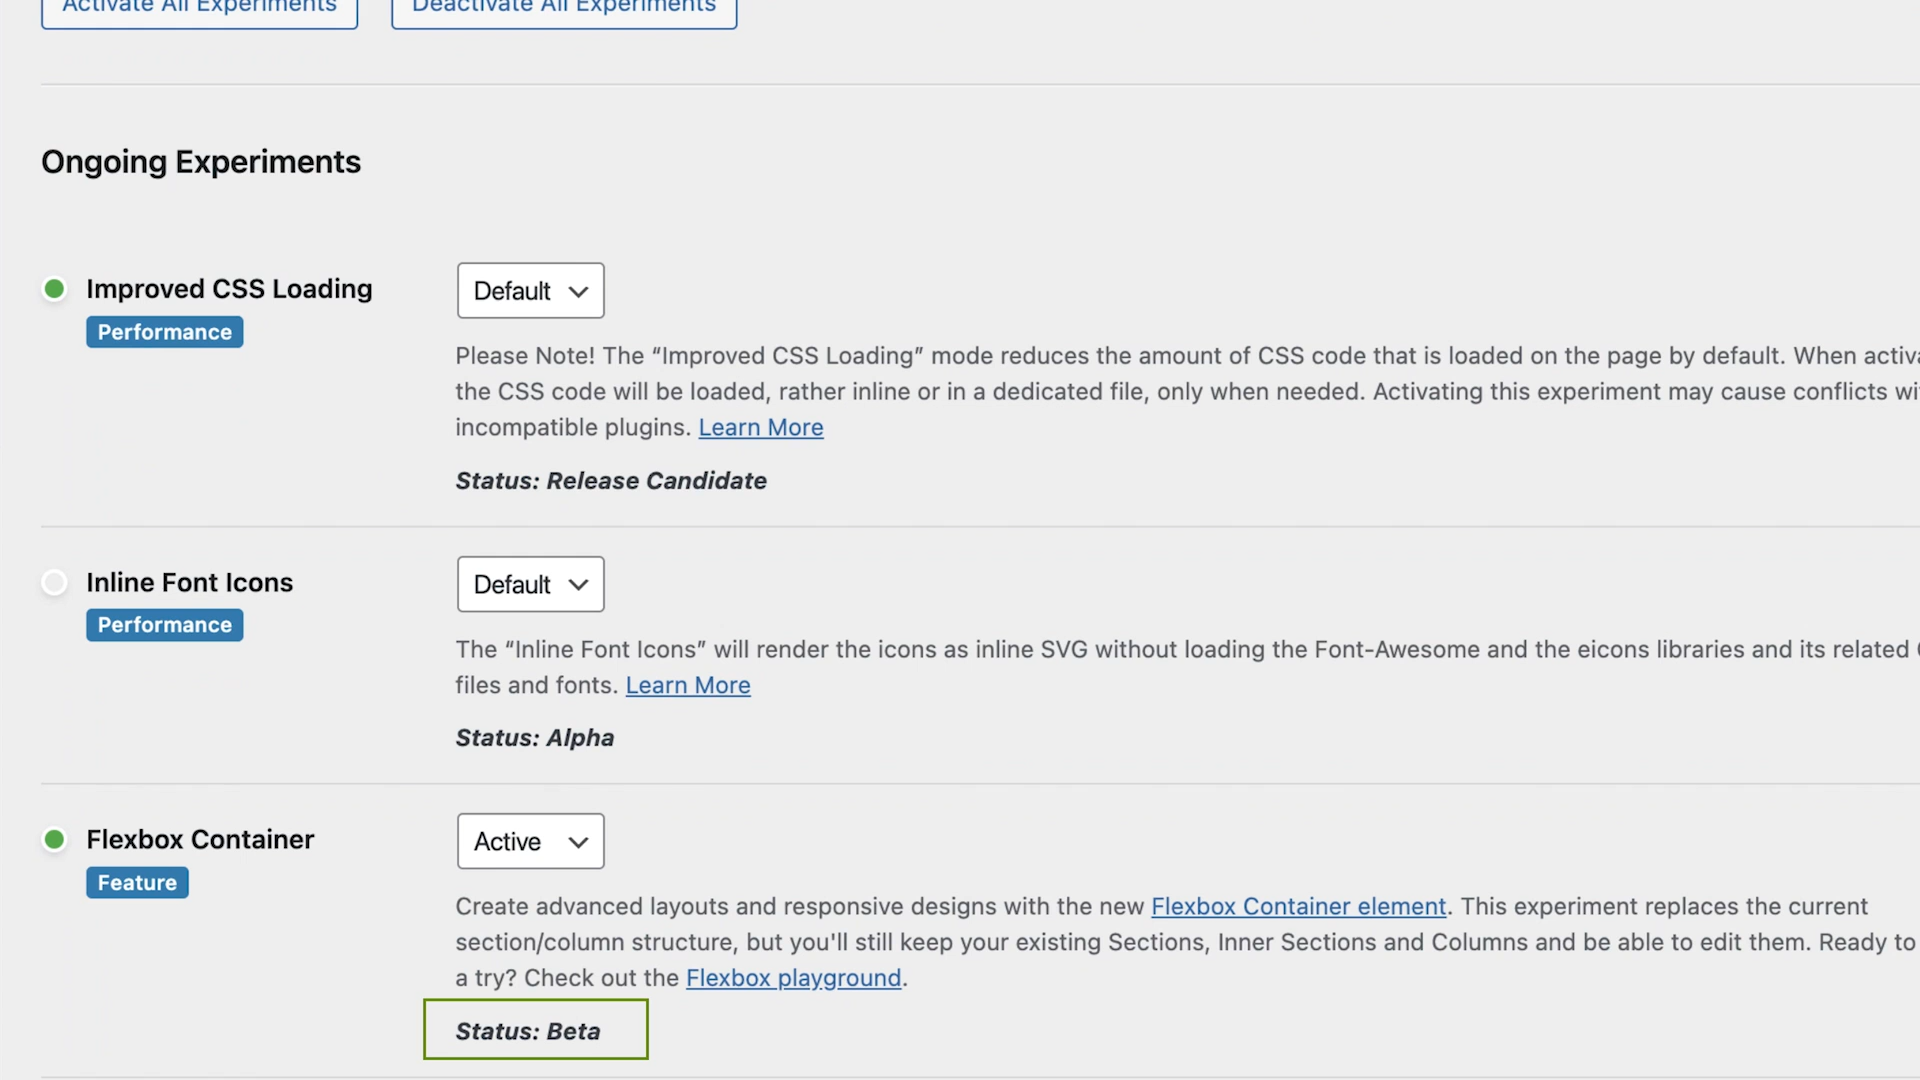 Activate All Experiments Deactivate All Experiments
Ongoing Experiments
Improved CSS Loading Default
Performance
Please Note! The “Improved CSS Loading” mode reduces the amount of CSS code that is loaded on the page by default. When activa
the CSS code will be loaded, rather inline or in a dedicated file, only when needed. Activating this experiment may cause conflicts wi
incompatible plugins. Learn More
Status: Release Candidate
Inline Font Icons Default
Performance
The “Inline Font Icons” will render the icons as inline SVG without loading the Font-Awesome and the eicons libraries and its related
files and fonts. Learn More
Status: Alpha
Flexbox Container Active
Feature
Create advanced layouts and responsive designs with the new Flexbox Container element. This experiment replaces the current
section/column structure, but you'll still keep your existing Sections, Inner Sections and Columns and be able to edit them. Ready to
a try? Check out the Flexbox playground.
Status: Beta